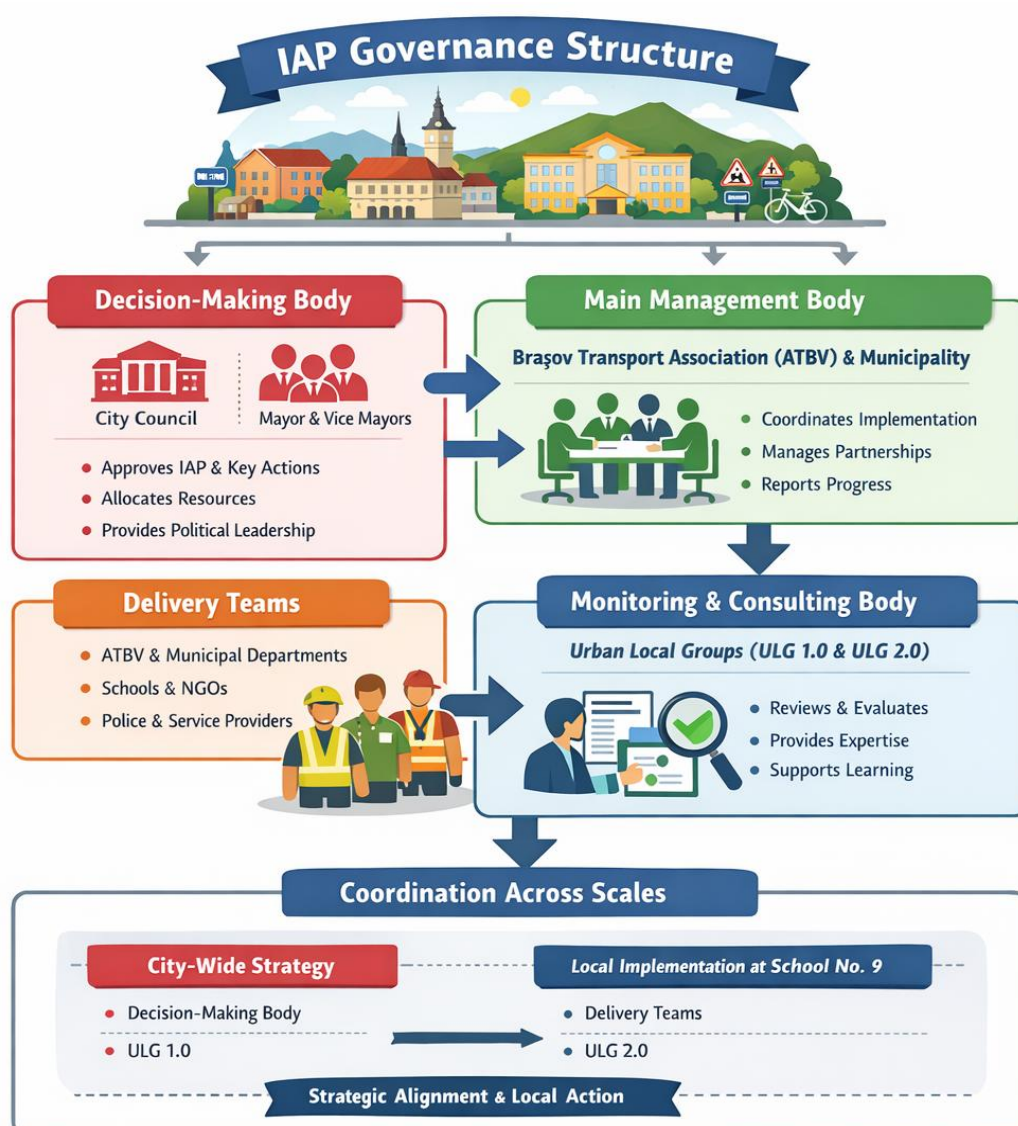 IAP Governance Structure
Decision-Making Body
City Council
Mayor & Vice Mayors
Approves IAP & Key Actions
Allocates Resources
Provides Political Leadership
Main Management Body
Braşov Transport Association (ATBV) & Municipality
Coordinates Implementation
Manages Partnerships
Reports Progress
Delivery Teams
ATBV & Municipal Departments
Schools & NGOs
Police & Service Providers
Monitoring & Consulting Body
Urban Local Groups (ULG 1.0 & ULG 2.0)
Reviews & Evaluates
Provides Expertise
Supports Learning
Coordination Across Scales
City-Wide Strategy
Decision-Making Body
ULG 1.0
Local Implementation at School No. 9
Delivery Teams
ULG 2.0
Strategic Alignment & Local Action